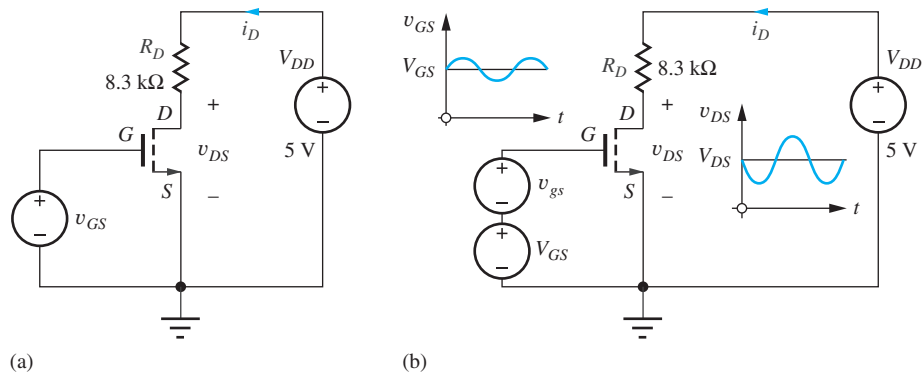 i_D
R_D
8.3 kΩ
V_DD
+
−
5 V
+
D
G
v_DS
S
−
+
−
v_GS
(a)
v_GS
V_GS
t
i_D
R_D
8.3 kΩ
V_DD
+
−
5 V
+
D
G
v_DS
S
−
v_DS
V_DS
t
+
−
v_gs
+
−
V_GS
(b)